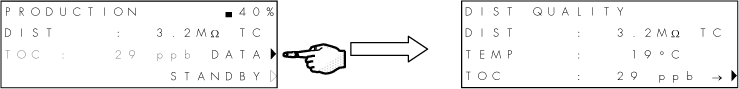 PRODUCTION ▄ 40%
DIST : 3.2MΩ TC
TOC : 29 ppb DATA
STANDBY
DIST QUALITY
DIST : 3.2MΩ TC
TEMP : 19°C
TOC : 29 ppb →